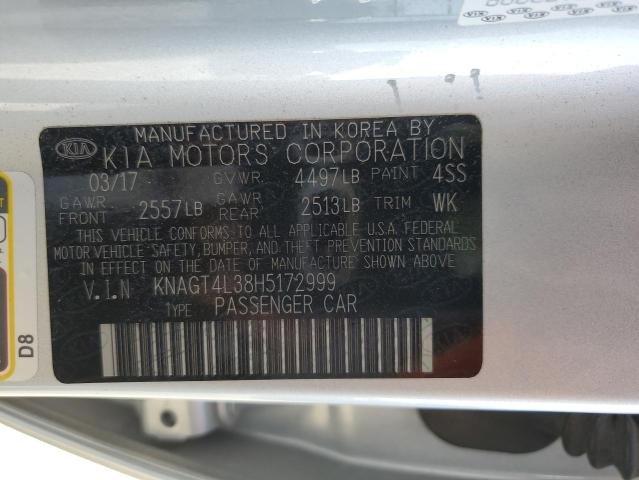 MANUFACTURED IN KOREA BY
KIA KIA MOTORS CORPORATION
03/17 GVWR 4497LB PAINT 4SS
GAWR FRONT 2557LB GAWR REAR 2513LB TRIM WK
THIS VEHICLE CONFORMS TO ALL APPLICABLE U.S.A. FEDERAL
MOTOR VEHICLE SAFETY, BUMPER, AND THEFT PREVENTION STANDARDS
IN EFFECT ON THE DATE OF MANUFACTURE SHOWN ABOVE
V.I.N KNAGT4L38H5172999
TYPE PASSENGER CAR
D8